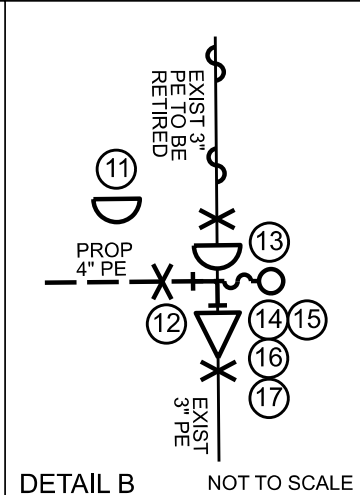 EXIST 3"
PE TO BE
RETIRED
11
PROP
4" PE
13
12
14 15
16
17
EXIST
3" PE
DETAIL B
NOT TO SCALE